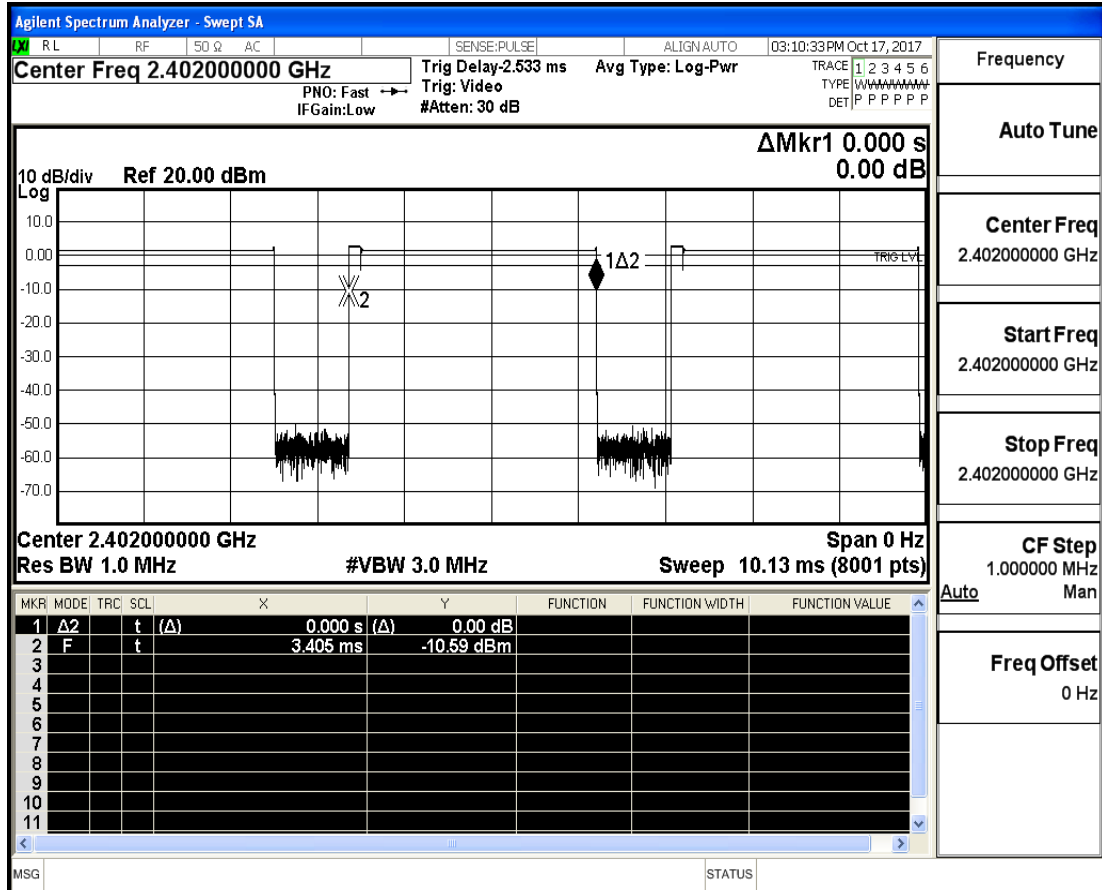 Agilent Spectrum Analyzer - Swept SA
LXI RL RF 50 Ω AC SENSE:PULSE ALIGN AUTO 03:10:33 PM Oct 17, 2017
Center Freq 2.402000000 GHz
PNO: Fast
IFGain:Low
Trig Delay-2.533 ms
Trig: Video
#Atten: 30 dB
Avg Type: Log-Pwr
TRACE 1 2 3 4 5 6
TYPE WWWWWWWW
DET P P P P P P
ΔMkr1 0.000 s
0.00 dB
10 dB/div Ref 20.00 dBm
Log
10.0
0.00
-10.0
-20.0
-30.0
-40.0
-50.0
-60.0
-70.0
1Δ2
TRIG LVL
2
Center 2.402000000 GHz Span 0 Hz
Res BW 1.0 MHz #VBW 3.0 MHz Sweep 10.13 ms (8001 pts)
MKR MODE TRC SCL X Y FUNCTION FUNCTION WIDTH FUNCTION VALUE
1 Δ2 t (Δ) 0.000 s (Δ) 0.00 dB
2 F t 3.405 ms -10.59 dBm
3
4
5
6
7
8
9
10
11
MSG STATUS
Frequency
Auto Tune
Center Freq
2.402000000 GHz
Start Freq
2.402000000 GHz
Stop Freq
2.402000000 GHz
CF Step
1.000000 MHz
Auto Man
Freq Offset
0 Hz